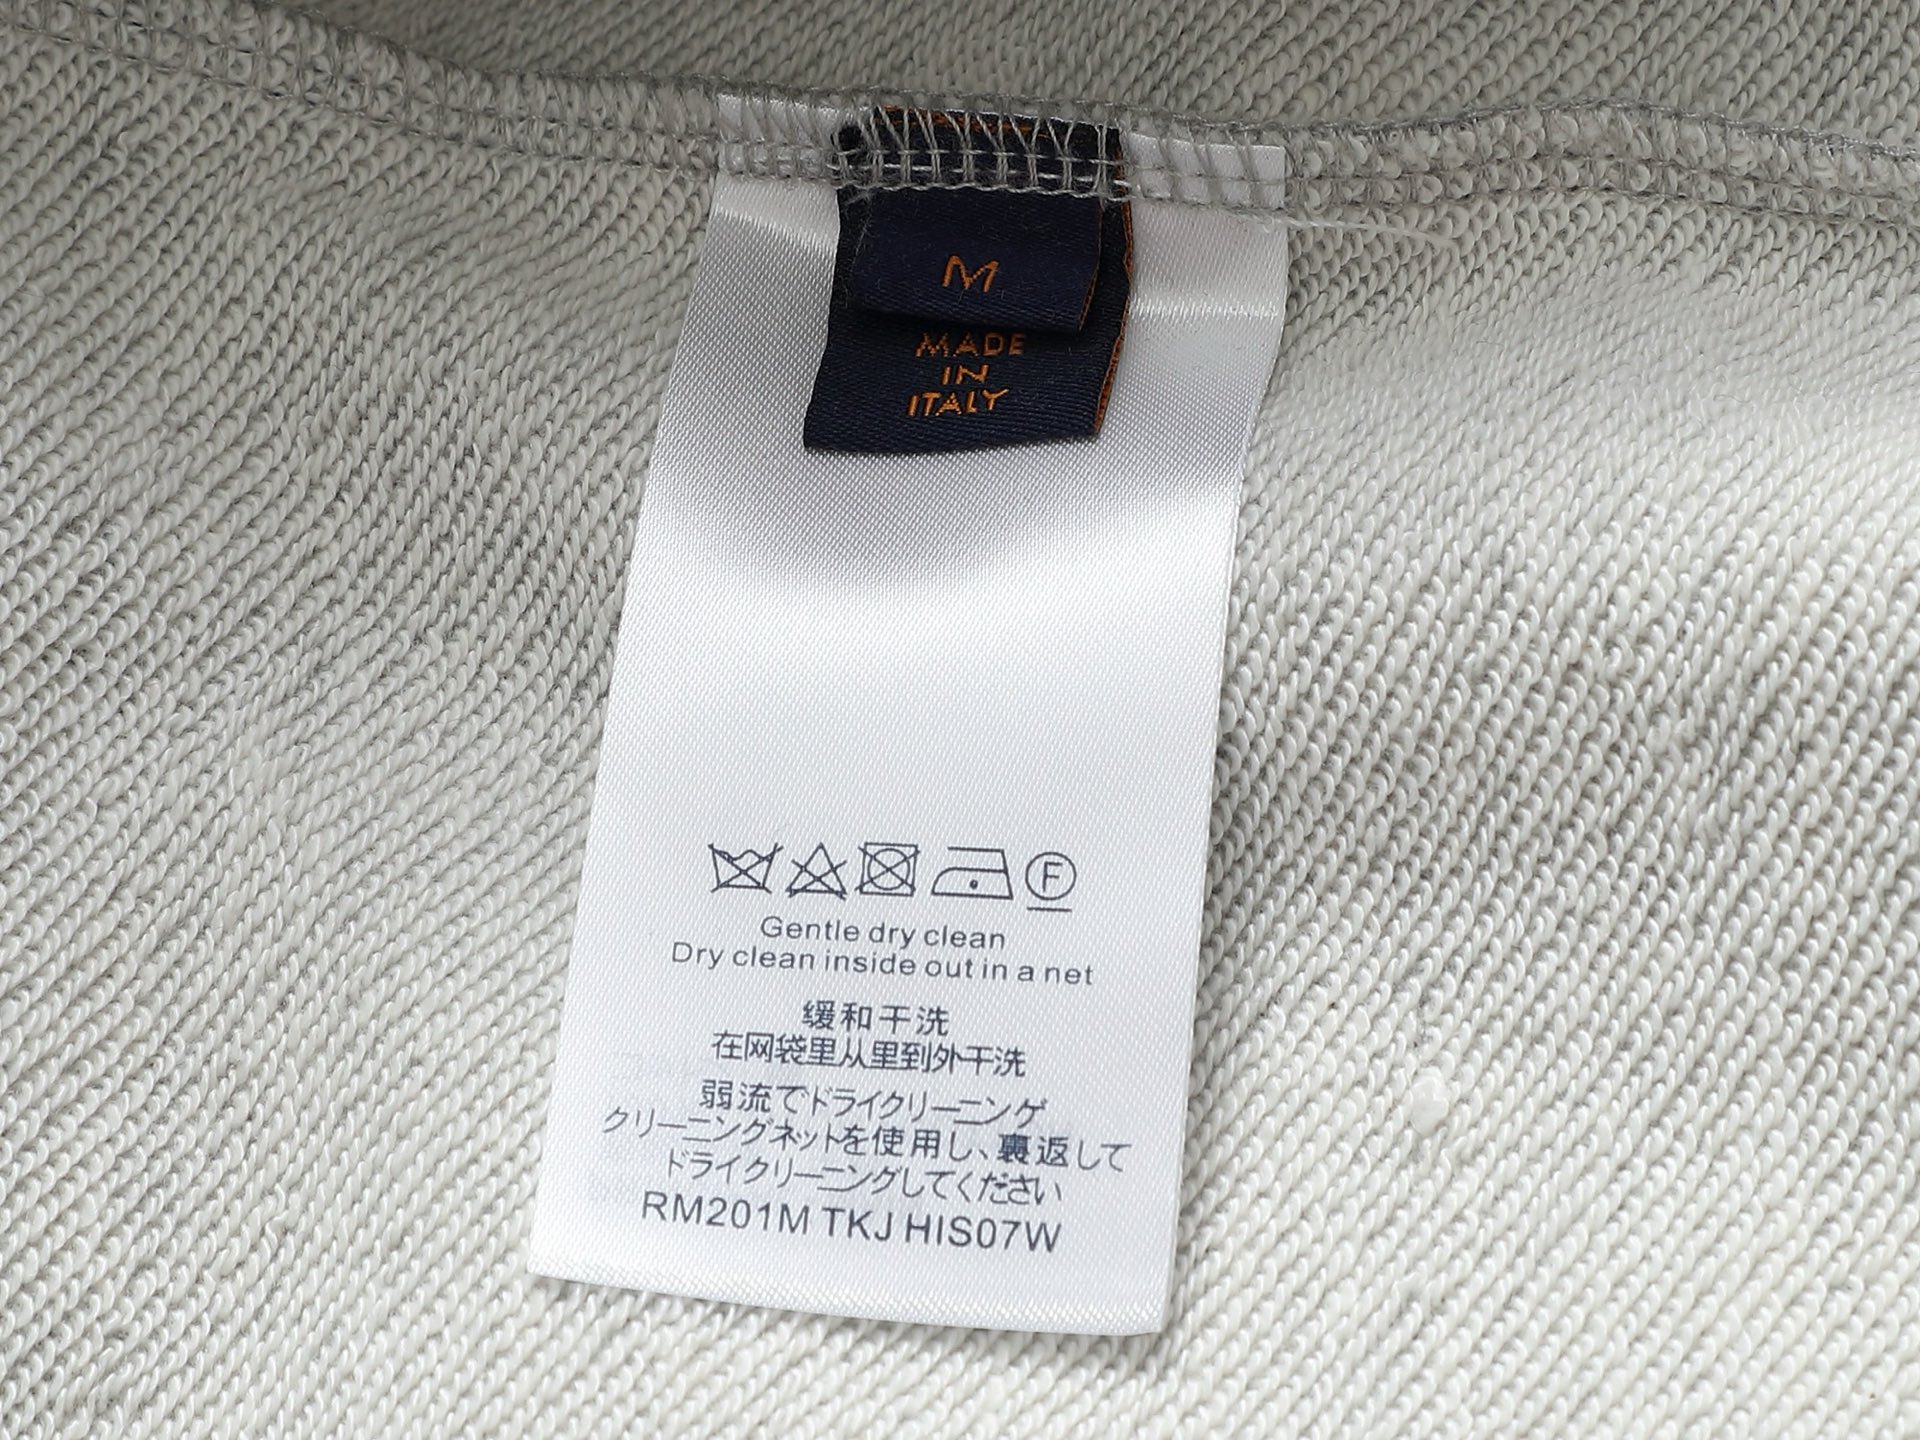 M
MADE
IN
ITALY
F
Gentle dry clean
Dry clean inside out in a net
缓和干洗
在网袋里从里到外干洗
弱流でドライクリーニング
クリーニングネットを使用し、裏返して
ドライクリーニングしてください
RM201M TKJ HIS07W